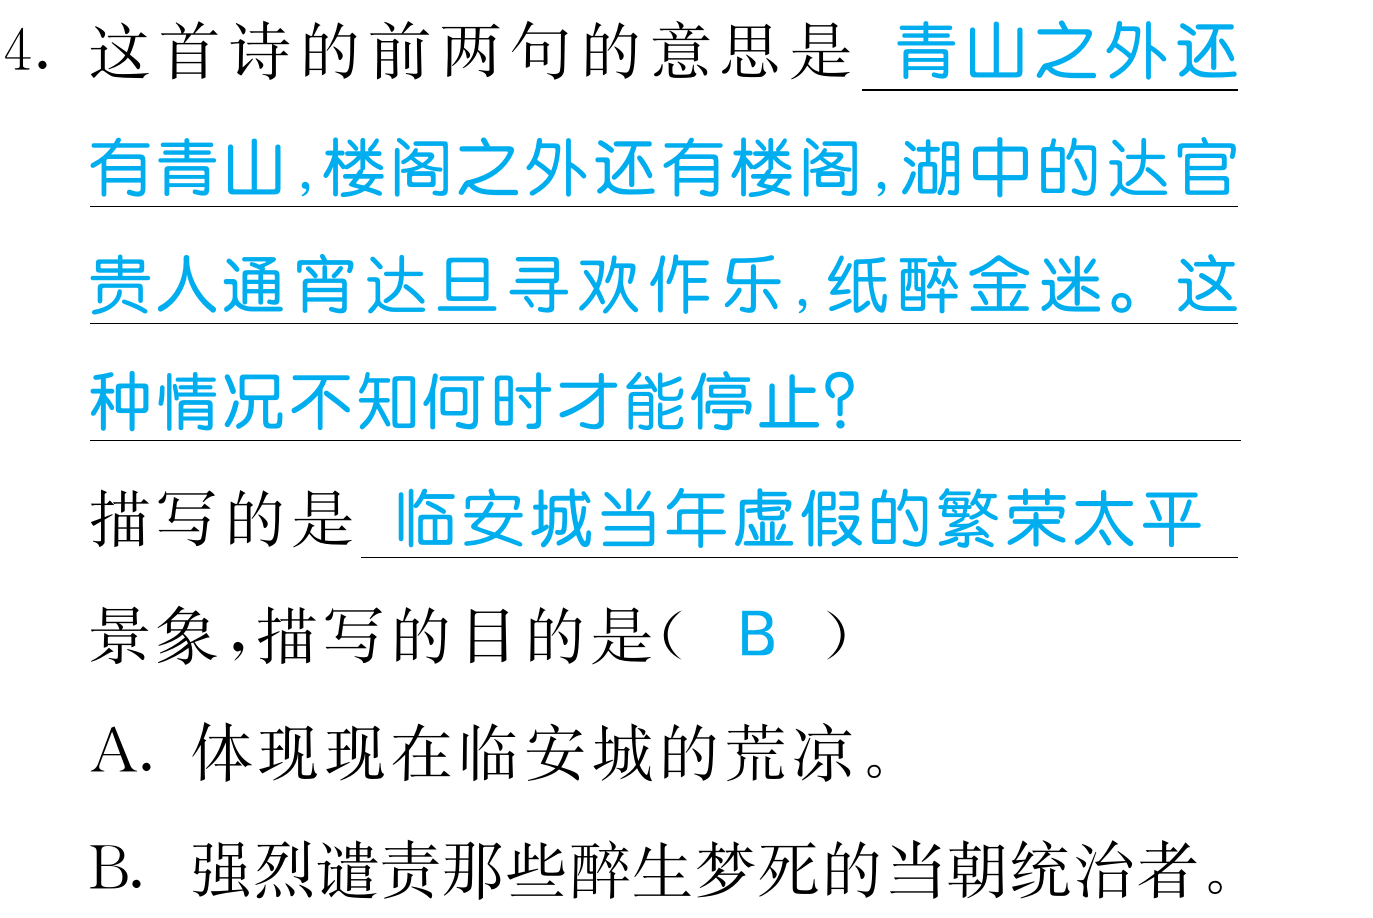 4. 这首诗的前两句的意思是 青山之外还
有青山,楼阁之外还有楼阁,湖中的达官
贵人通宵达旦寻欢作乐,纸醉金迷。这
种情况不知何时才能停止?
描写的是 临安城当年虚假的繁荣太平
景象,描写的目的是( B )
A. 体现现在临安城的荒凉。
B. 强烈谴责那些醉生梦死的当朝统治者。